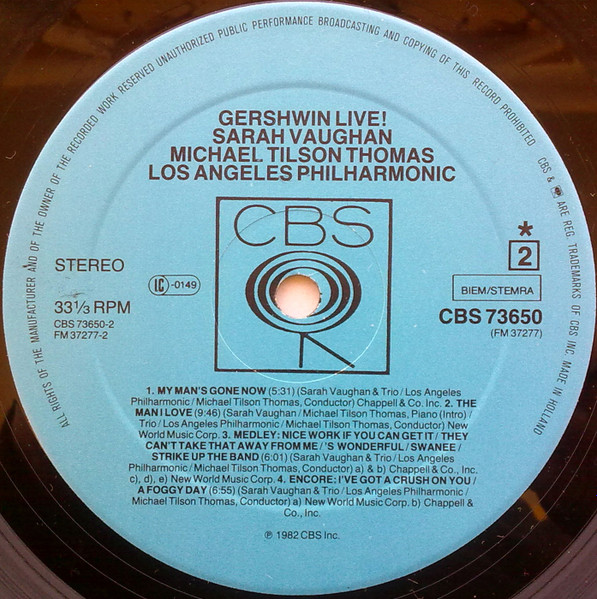 ALL RIGHTS OF THE MANUFACTURER AND OF THE OWNER OF THE RECORDED WORK RESERVED UNAUTHORIZED PUBLIC PERFORMANCE BROADCASTING AND COPYING OF THIS RECORD PROHIBITED CBS & ARE REG. TRADEMARKS OF CBS INC. MADE IN HOLLAND
GERSHWIN LIVE!
SARAH VAUGHAN
MICHAEL TILSON THOMAS
LOS ANGELES PHILHARMONIC
CBS
STEREO
LC -0149
33⅓ RPM
CBS 73650-2
FM 37277-2
*
2
BIEM/STEMRA
CBS 73650
(FM 37277)
1. MY MAN'S GONE NOW (5:31) (Sarah Vaughan & Trio / Los Angeles
Philharmonic / Michael Tilson Thomas, Conductor) Chappell & Co. Inc. 2. THE
MAN I LOVE (9:46) (Sarah Vaughan / Michael Tilson Thomas, Piano (Intro) /
Trio / Los Angeles Philharmonic / Michael Tilson Thomas, Conductor) New
World Music Corp. 3. MEDLEY: NICE WORK IF YOU CAN GET IT / THEY
CAN'T TAKE THAT AWAY FROM ME / 'S WONDERFUL / SWANEE /
STRIKE UP THE BAND (6:01) (Sarah Vaughan & Trio / Los Angeles
Philharmonic / Michael Tilson Thomas, Conductor) a) & b) Chappell & Co., Inc.
c), d), e) New World Music Corp. 4. ENCORE: I'VE GOT A CRUSH ON YOU /
A FOGGY DAY (6:55) (Sarah Vaughan & Trio / Los Angeles Philharmonic /
Michael Tilson Thomas, Conductor) a) New World Music Corp. b) Chappell &
Co., Inc.
℗ 1982 CBS Inc.